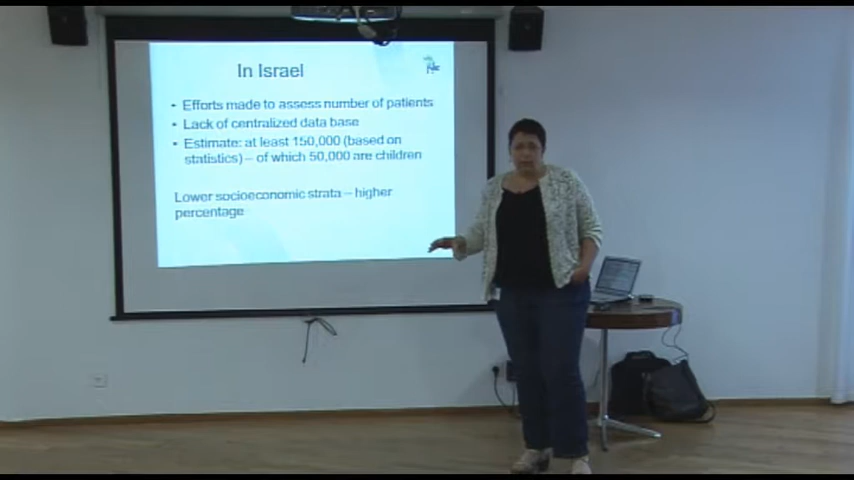 In Israel
• Efforts made to assess number of patients
• Lack of centralized data base
• Estimate: at least 150,000 (based on
statistics) – of which 50,000 are children
Lower socioeconomic strata – higher
percentage